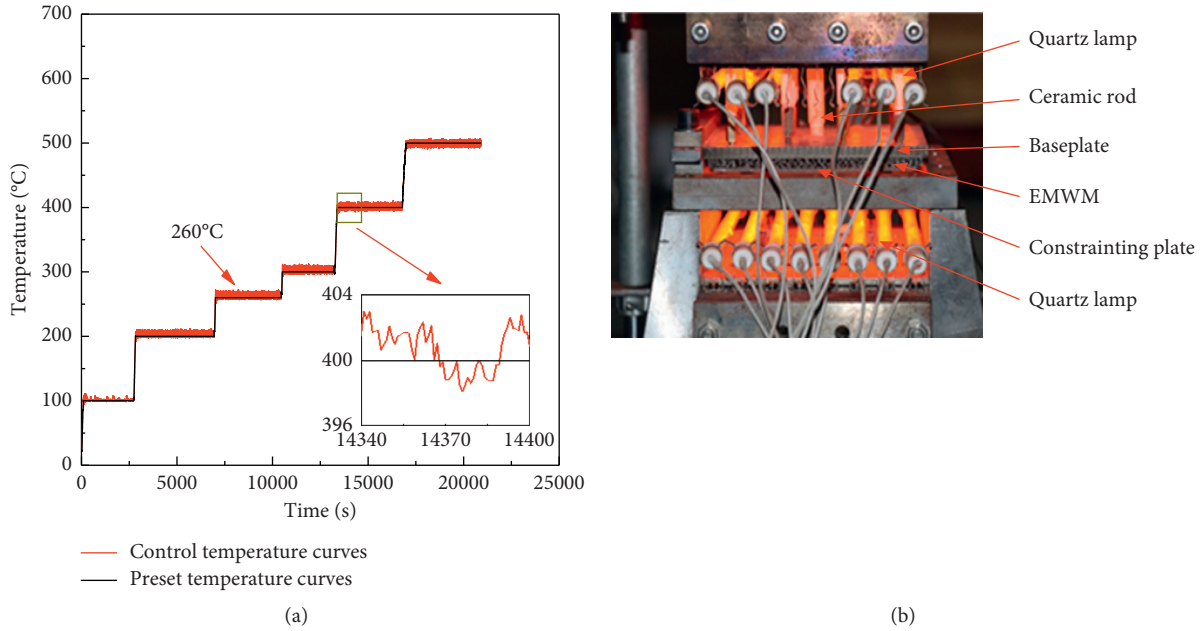 700
600
500
400
300
200
100
0
Temperature (°C)
260°C
404
400
396
14340
14370
14400
0
5000
10000
15000
20000
25000
Time (s)
Control temperature curves
Preset temperature curves
(a)
Quartz lamp
Ceramic rod
Baseplate
EMWM
Constrainting plate
Quartz lamp
(b)